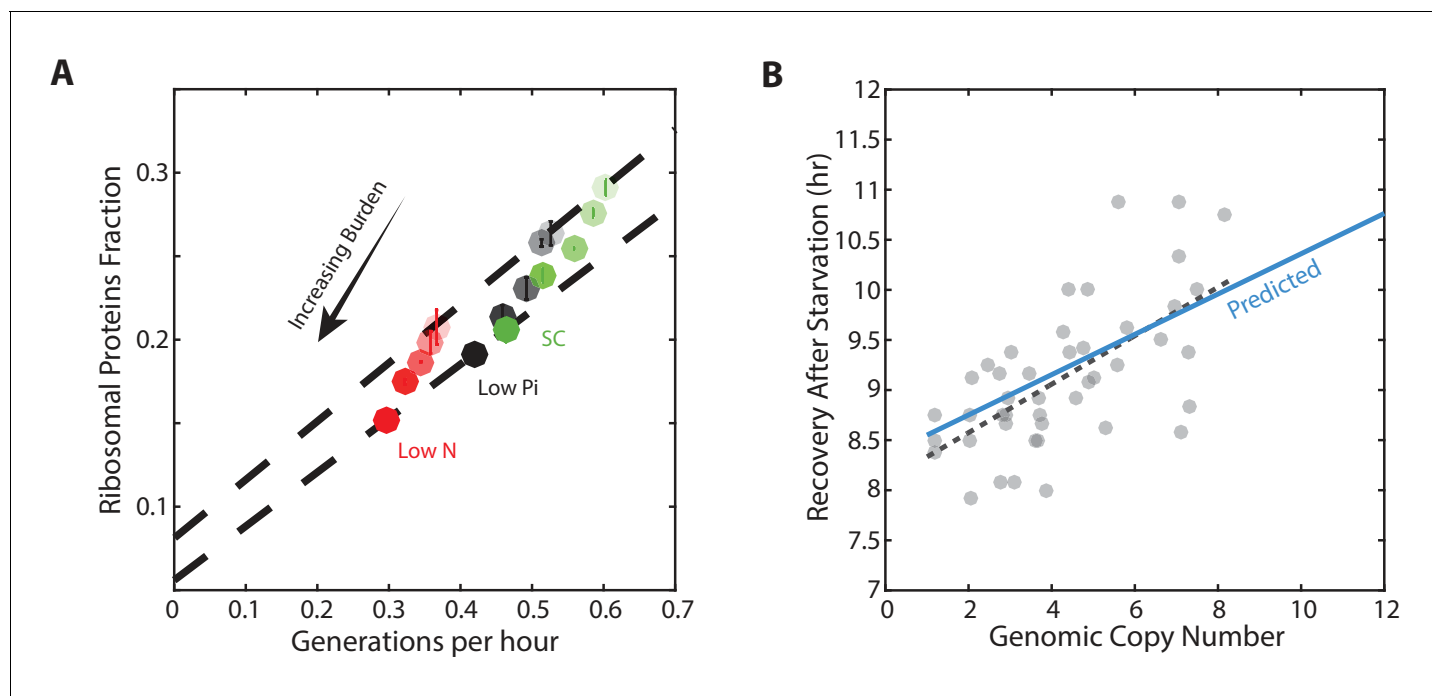 A
Ribosomal Proteins Fraction
0.3
0.2
0.1
Increasing Burden
SC
Low Pi
Low N
0
0.1
0.2
0.3
0.4
0.5
0.6
0.7
Generations per hour
B
Recovery After Starvation (hr)
12
11.5
11
10.5
10
9.5
9
8.5
8
7.5
7
Predicted
0
2
4
6
8
10
12
Genomic Copy Number